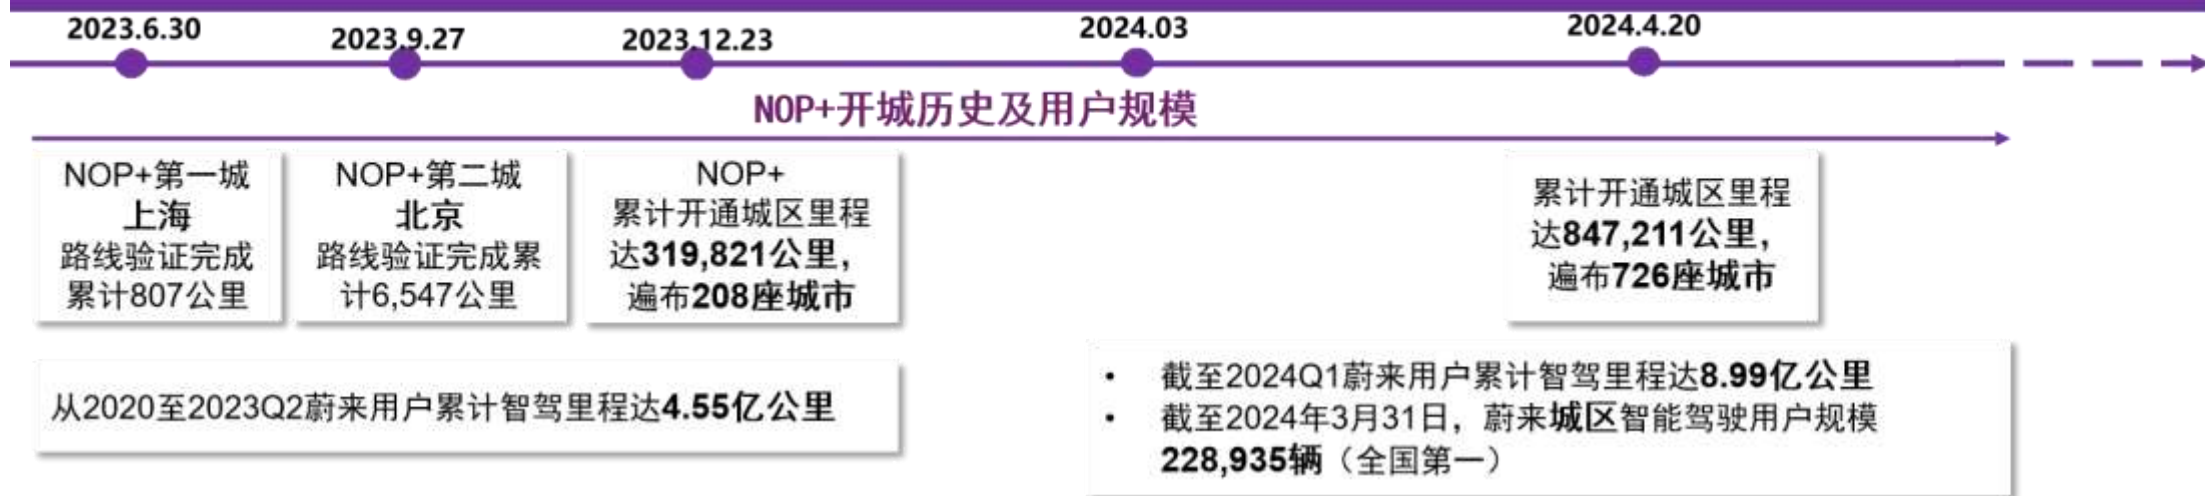 2023.6.30
2023.9.27
2023.12.23
2024.03
2024.4.20
NOP+开城历史及用户规模
NOP+第一城
上海
路线验证完成
累计807公里
NOP+第二城
北京
路线验证完成累
计6,547公里
NOP+
累计开通城区里程
达319,821公里，
遍布208座城市
累计开通城区里程
达847,211公里，
遍布726座城市
从2020至2023Q2蔚来用户累计智驾里程达4.55亿公里
• 截至2024Q1蔚来用户累计智驾里程达8.99亿公里
• 截至2024年3月31日，蔚来城区智能驾驶用户规模
228,935辆（全国第一）